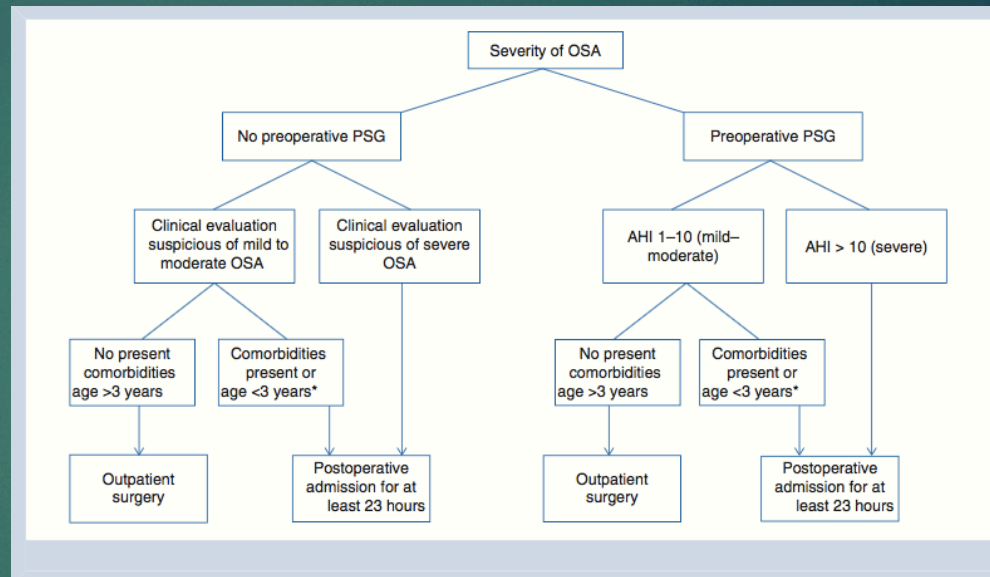 Severity of OSA
No preoperative PSG
Preoperative PSG
Clinical evaluation
suspicious of mild to
moderate OSA
Clinical evaluation
suspicious of severe
OSA
AHI 1–10 (mild–
moderate)
AHI > 10 (severe)
No present
comorbidities
age >3 years
Comorbidities
present or
age <3 years*
No present
comorbidities
age >3 years
Comorbidities
present or
age <3 years*
Outpatient
surgery
Postoperative
admission for at
least 23 hours
Outpatient
surgery
Postoperative
admission for at
least 23 hours